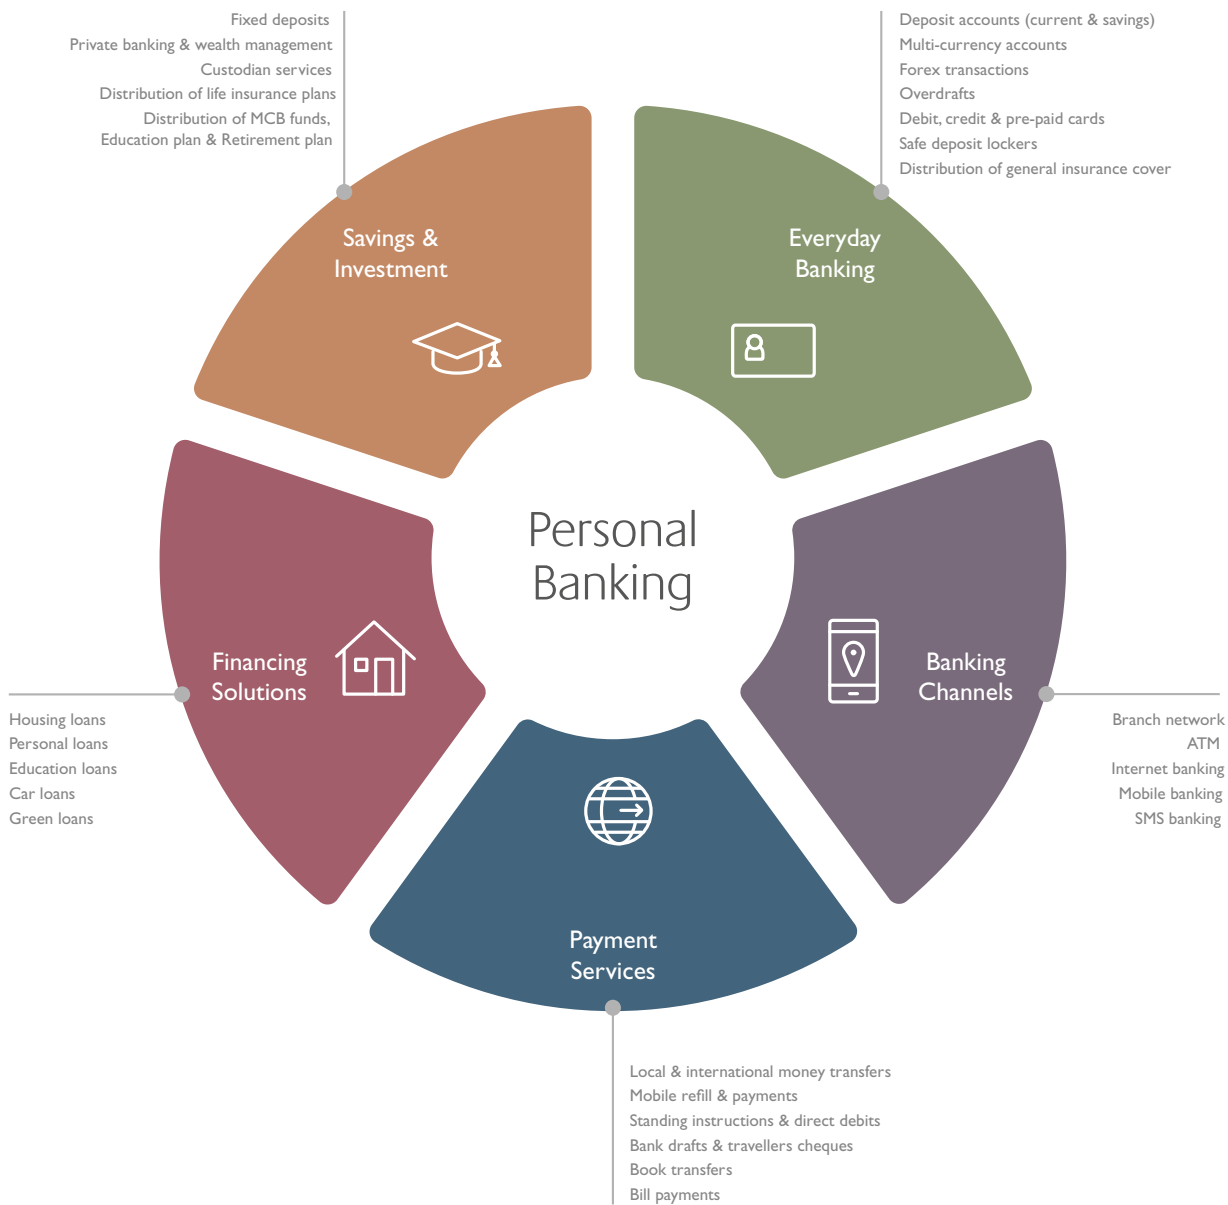 Fixed deposits
Private banking & wealth management
Custodian services
Distribution of life insurance plans
Distribution of MCB funds,
Education plan & Retirement plan
Deposit accounts (current & savings)
Multi-currency accounts
Forex transactions
Overdrafts
Debit, credit & pre-paid cards
Safe deposit lockers
Distribution of general insurance cover
Savings &
Investment
Everyday
Banking
Personal
Banking
Financing
Solutions
Banking
Channels
Housing loans
Personal loans
Education loans
Car loans
Green loans
Branch network
ATM
Internet banking
Mobile banking
SMS banking
Payment
Services
Local & international money transfers
Mobile refill & payments
Standing instructions & direct debits
Bank drafts & travellers cheques
Book transfers
Bill payments